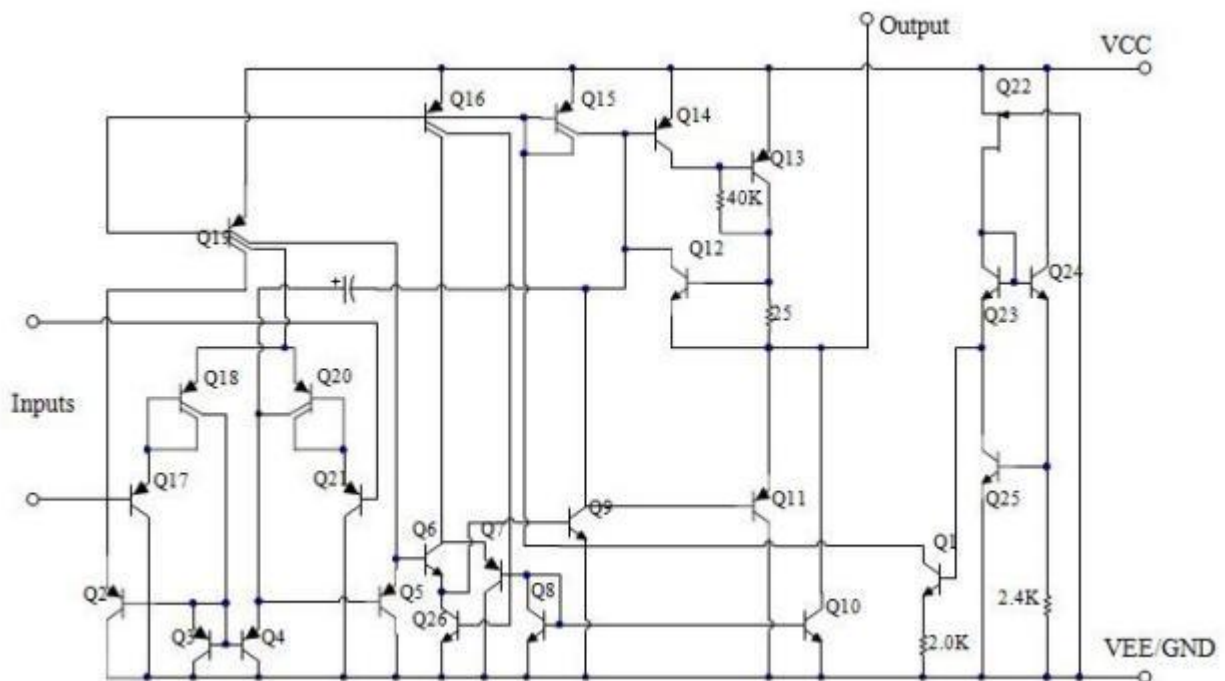 Output
VCC
Q22
Q16
Q15
Q14
Q13
40K
Q19
Q12
Q24
Q23
25
Q18
Q20
Inputs
Q17
Q21
Q25
Q9
Q11
Q6
Q7
Q1
Q2
Q5
Q8
Q10
2.4K
Q3
Q4
Q26
2.0K
VEE/GND
+